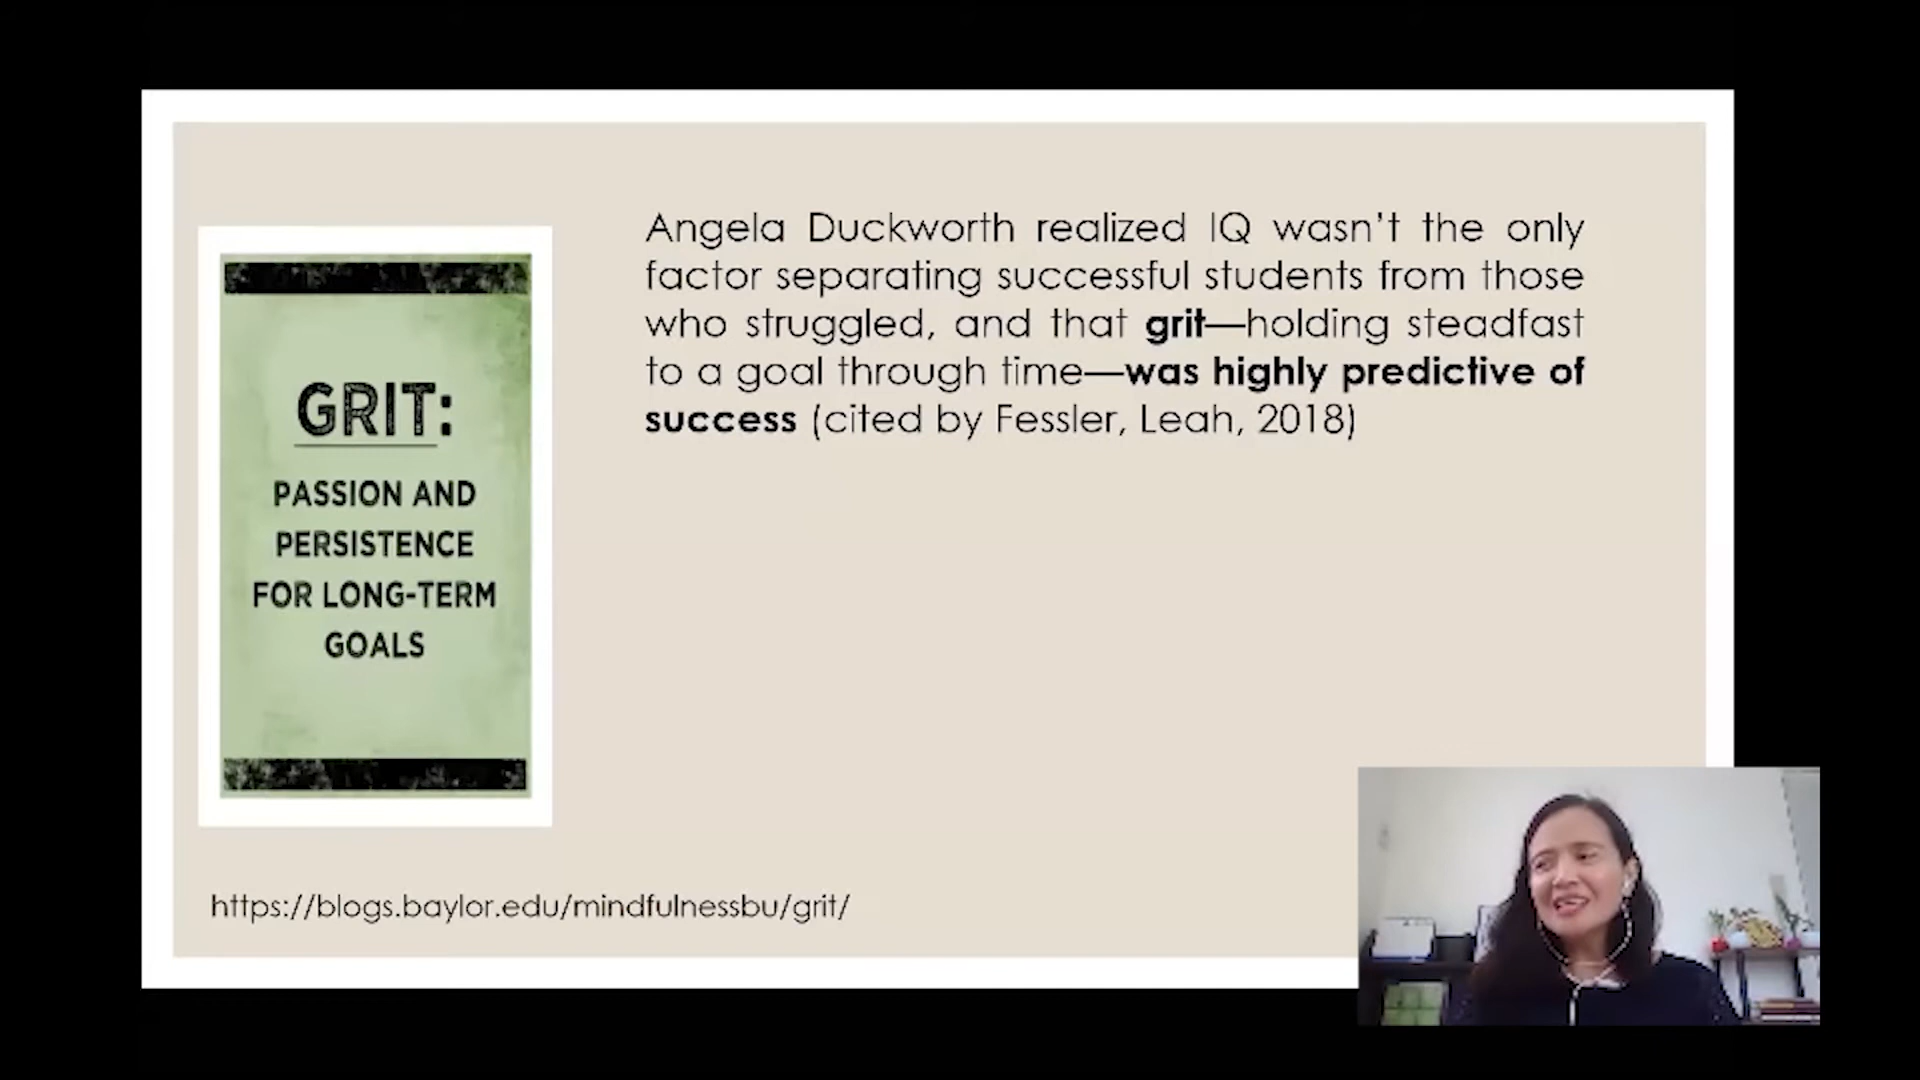 GRIT:
PASSION AND
PERSISTENCE
FOR LONG-TERM
GOALS
Angela Duckworth realized IQ wasn't the only
factor separating successful students from those
who struggled, and that grit—holding steadfast
to a goal through time—was highly predictive of
success (cited by Fessler, Leah, 2018)
https://blogs.baylor.edu/mindfulnessbu/grit/